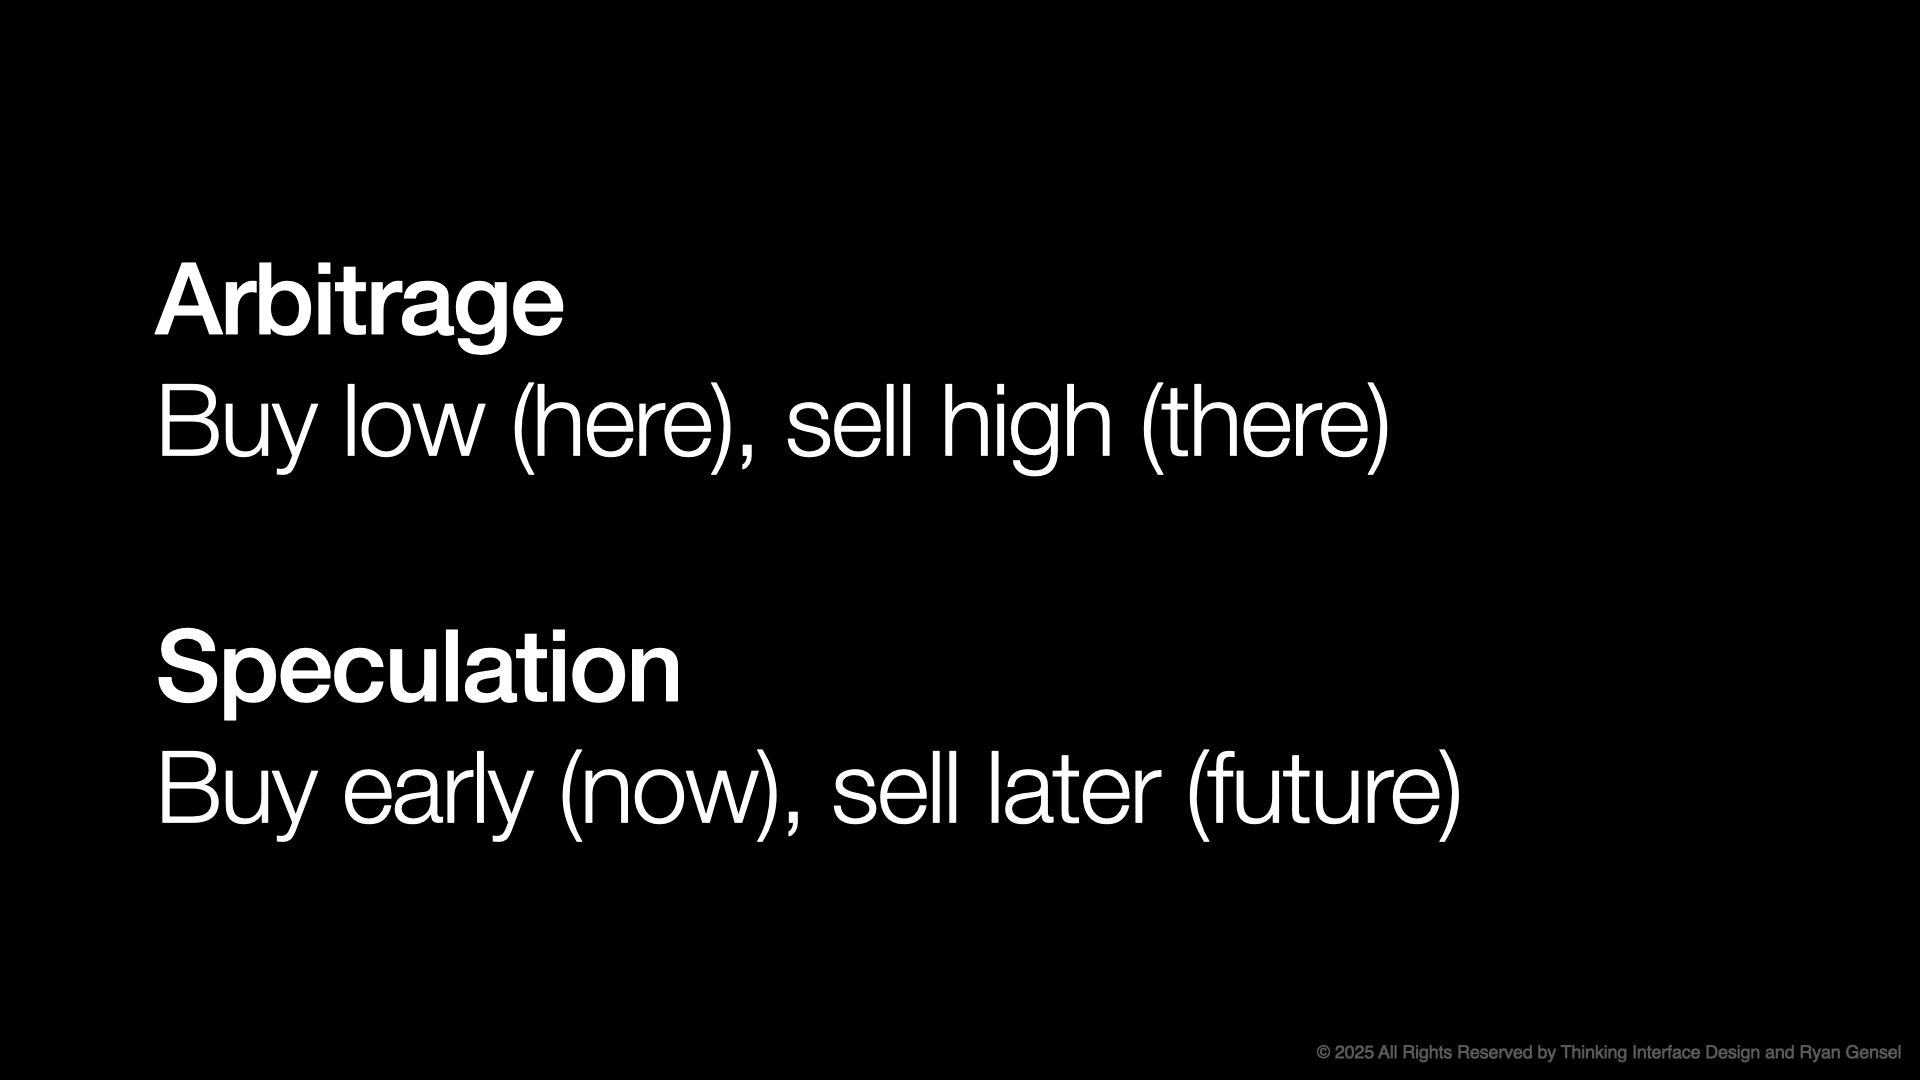 Arbitrage
Buy low (here), sell high (there)
Speculation
Buy early (now), sell later (future)
© 2025 All Rights Reserved by Thinking Interface Design and Ryan Gensel